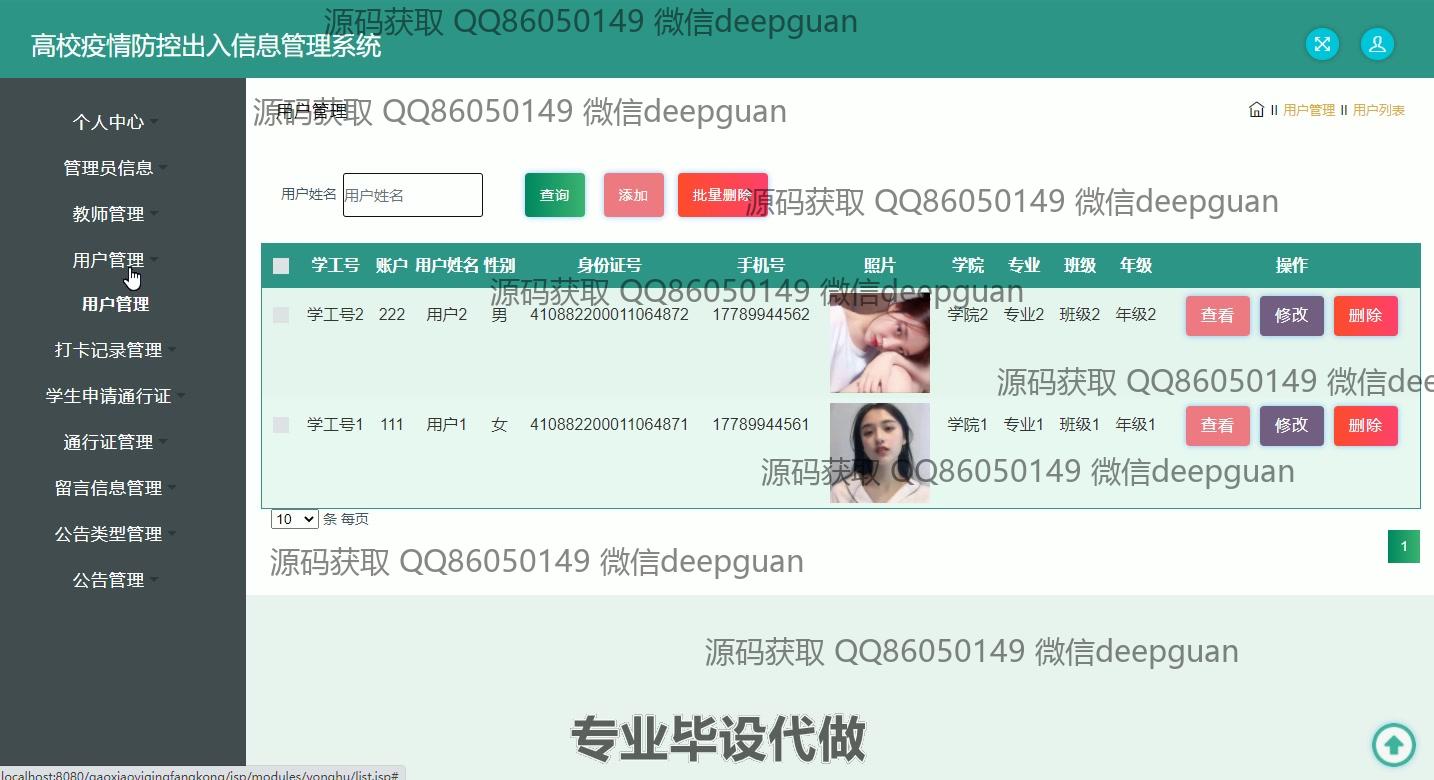 源码获取 QQ86050149 微信deepguan
高校疫情防控出入信息管理系统
个人中心
管理员信息
教师管理
用户管理
用户管理
打卡记录管理
学生申请通行证
通行证管理
留言信息管理
公告类型管理
公告管理
源码获取 QQ86050149 微信deepguan
用户管理
用户管理 II 用户列表
用户姓名 用户姓名 查询 添加 批量删除
源码获取 QQ86050149 微信deepguan
学工号 账户 用户姓名 性别 身份证号 手机号 照片 学院 专业 班级 年级 操作
源码获取 QQ86050149 微信deepguan
学工号2 222 用户2 男 410882200011064872 17789944562 学院2 专业2 班级2 年级2 查看 修改 删除
源码获取 QQ86050149 微信dee
学工号1 111 用户1 女 410882200011064871 17789944561 学院1 专业1 班级1 年级1 查看 修改 删除
源码获取 QQ86050149 微信deepguan
10 条 每页
1
源码获取 QQ86050149 微信deepguan
源码获取 QQ86050149 微信deepguan
专业毕设代做
localhost:8080/gaoxiaoyiqingfangkong/jsp/modules/yonghu/list.jsp#